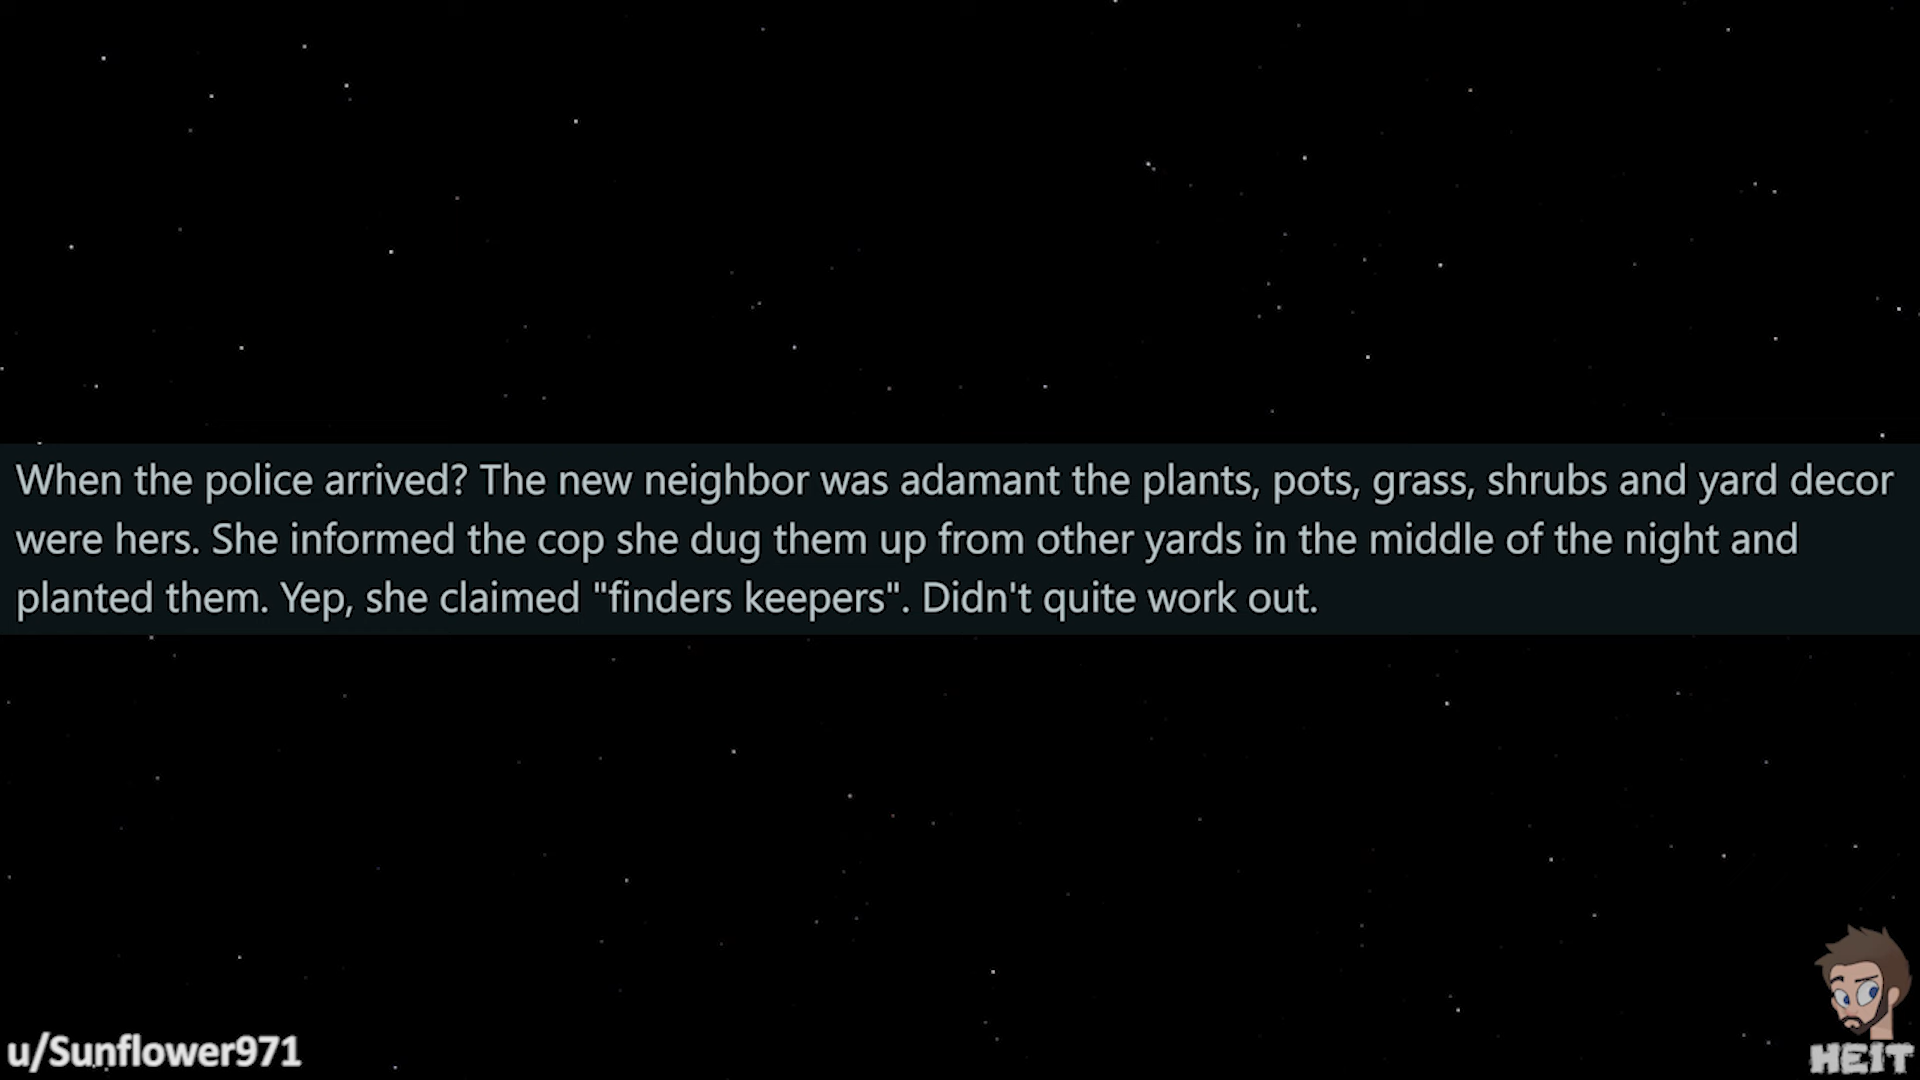 When the police arrived? The new neighbor was adamant the plants, pots, grass, shrubs and yard decor
were hers. She informed the cop she dug them up from other yards in the middle of the night and
planted them. Yep, she claimed "finders keepers". Didn't quite work out.
u/Sunflower971
HEIT